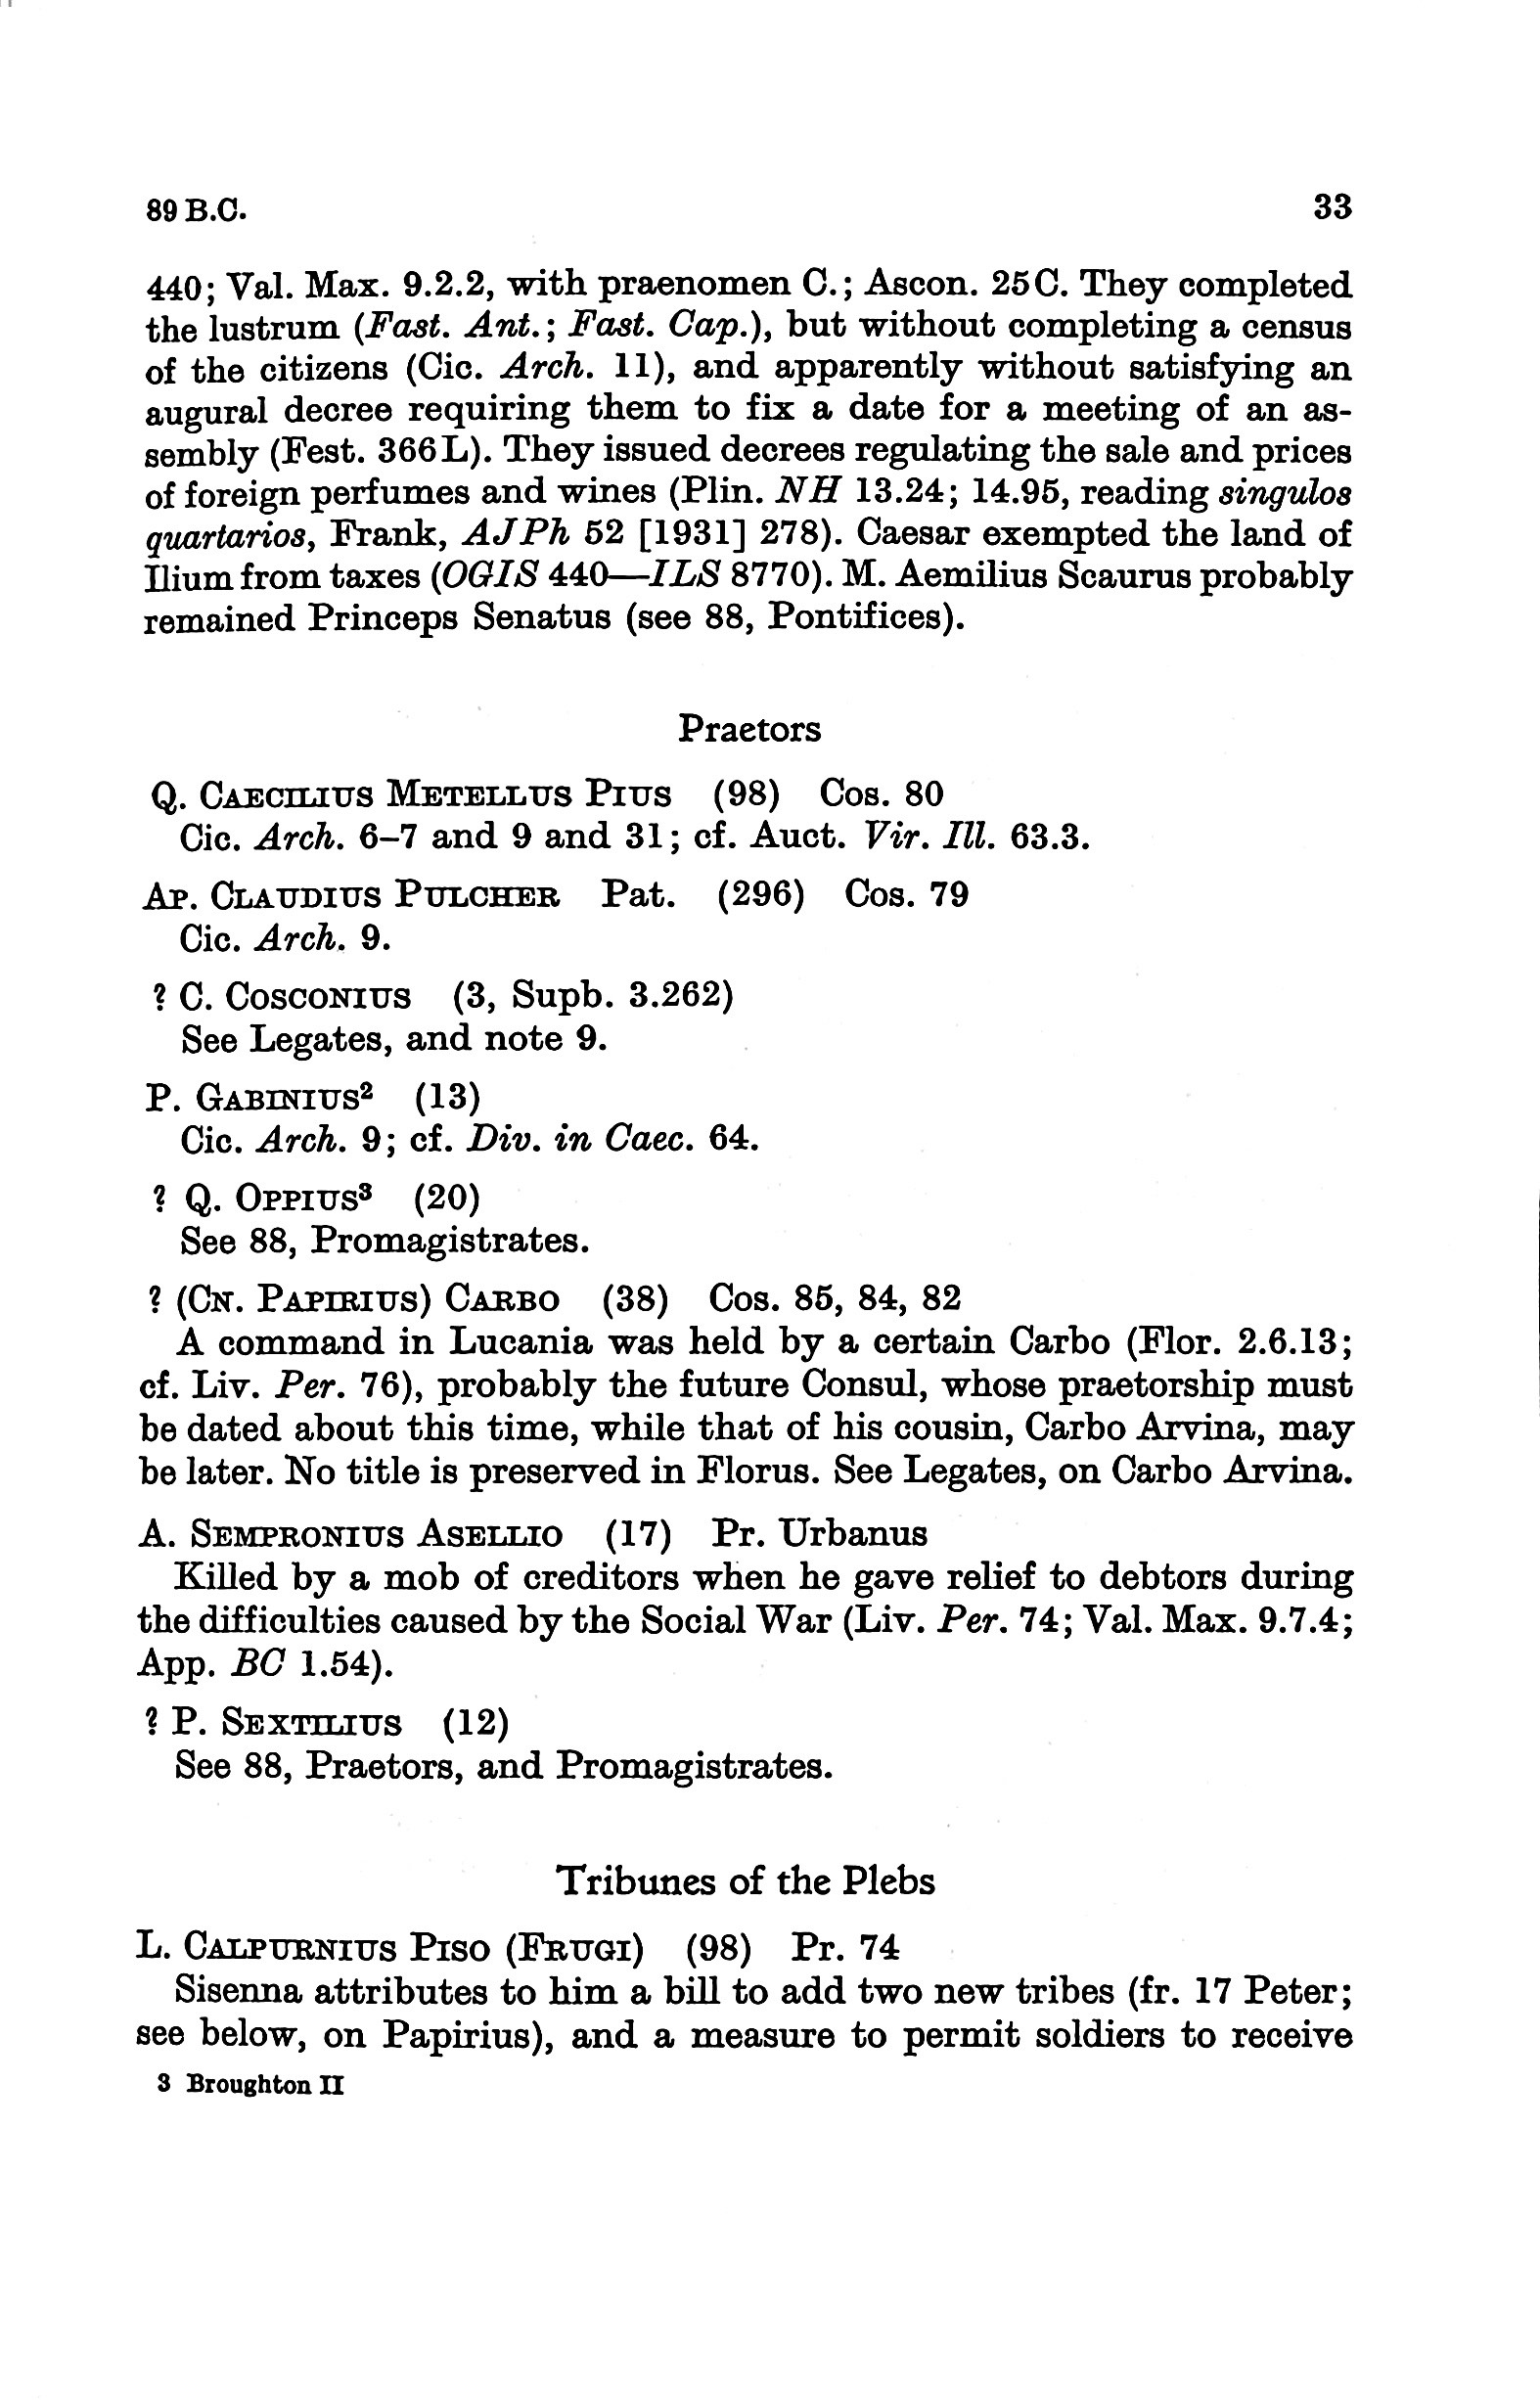 89 B.C. 33
440; Val. Max. 9.2.2, with praenomen C.; Ascon. 25C. They completed
the lustrum (Fast. Ant.; Fast. Cap.), but without completing a census
of the citizens (Cic. Arch. 11), and apparently without satisfying an
augural decree requiring them to fix a date for a meeting of an as-
sembly (Fest. 366L). They issued decrees regulating the sale and prices
of foreign perfumes and wines (Plin. NH 13.24; 14.95, reading singulos
quartarios, Frank, AJPh 52 [1931] 278). Caesar exempted the land of
Ilium from taxes (OGIS 440—ILS 8770). M. Aemilius Scaurus probably
remained Princeps Senatus (see 88, Pontifices).
Praetors
Q. CAECILIUS METELLUS PIUS (98) Cos. 80
Cic. Arch. 6–7 and 9 and 31; cf. Auct. Vir. Ill. 63.3.
AP. CLAUDIUS PULCHER Pat. (296) Cos. 79
Cic. Arch. 9.
? C. COSCONIUS (3, Supb. 3.262)
See Legates, and note 9.
P. GABINIUS² (13)
Cic. Arch. 9; cf. Div. in Caec. 64.
? Q. OPPIUS³ (20)
See 88, Promagistrates.
? (CN. PAPIRIUS) CARBO (38) Cos. 85, 84, 82
A command in Lucania was held by a certain Carbo (Flor. 2.6.13;
cf. Liv. Per. 76), probably the future Consul, whose praetorship must
be dated about this time, while that of his cousin, Carbo Arvina, may
be later. No title is preserved in Florus. See Legates, on Carbo Arvina.
A. SEMPRONIUS ASELLIO (17) Pr. Urbanus
Killed by a mob of creditors when he gave relief to debtors during
the difficulties caused by the Social War (Liv. Per. 74; Val. Max. 9.7.4;
App. BC 1.54).
? P. SEXTILIUS (12)
See 88, Praetors, and Promagistrates.
Tribunes of the Plebs
L. CALPURNIUS PISO (FRUGI) (98) Pr. 74
Sisenna attributes to him a bill to add two new tribes (fr. 17 Peter;
see below, on Papirius), and a measure to permit soldiers to receive
3 Broughton II